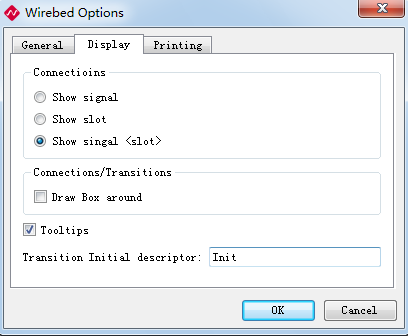 Wirebed Options
General
Display
Printing
Connectioins
Show signal
Show slot
Show singal <slot>
Connections/Transitions
Draw Box around
Tooltips
Transition Initial descriptor: Init
OK
Cancel